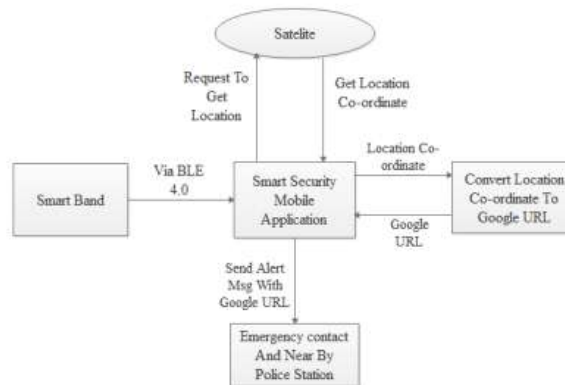 Satelite
Request To
Get
Location
Get Location
Co-ordinate
Via BLE
4.0
Smart Band
Smart Security
Mobile
Application
Location Co-
ordinate
Convert Location
Co-ordinate To
Google URL
Google
URL
Send Alert
Msg With
Google URL
Emergency contact
And Near By
Police Station